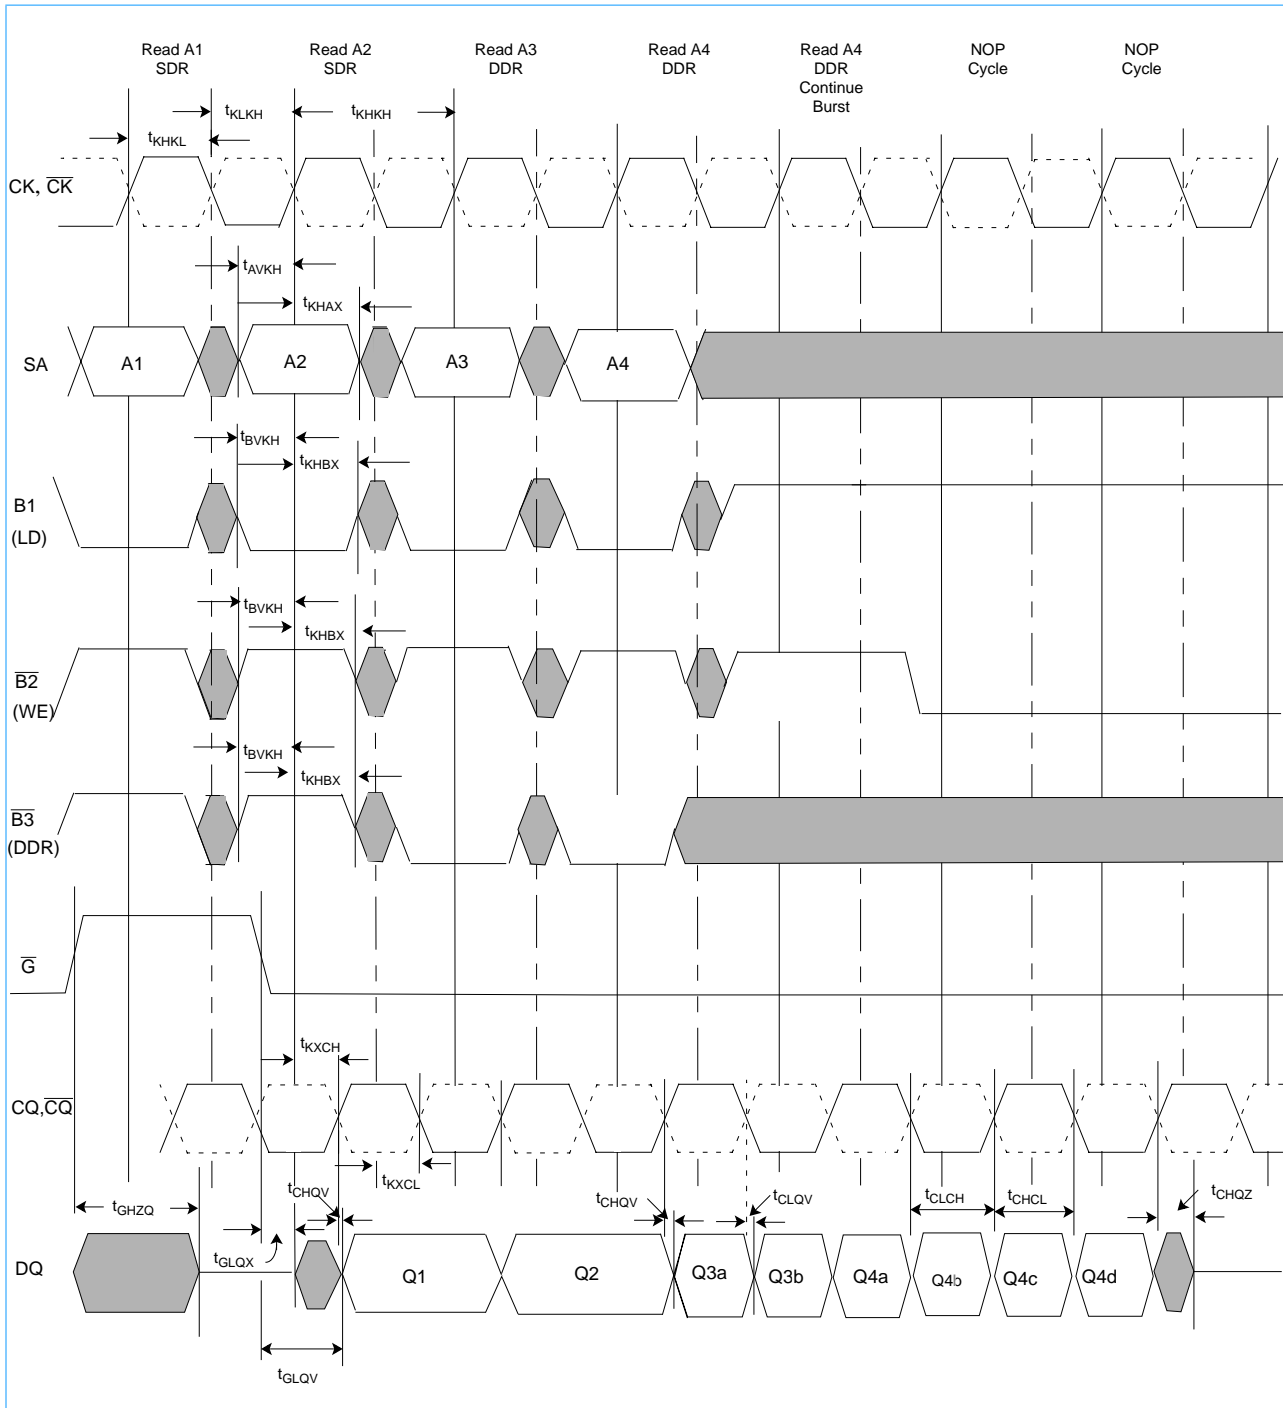 Read A1
SDR
Read A2
SDR
Read A3
DDR
Read A4
DDR
Read A4
DDR
Continue
Burst
NOP
Cycle
NOP
Cycle
tKLKH
tKHKH
tKHKL
CK, CK
tAVKH
tKHAX
SA
A1
A2
A3
A4
tBVKH
tKHBX
B1
(LD)
tBVKH
tKHBX
B2
(WE)
tBVKH
tKHBX
B3
(DDR)
G
tKXCH
CQ,CQ
tKXCL
tCHQV
tCHQV
tCLQV
tCLCH
tCHCL
tCHQZ
tGHZQ
tGLQX
DQ
Q1
Q2
Q3a
Q3b
Q4a
Q4b
Q4c
Q4d
tGLQV